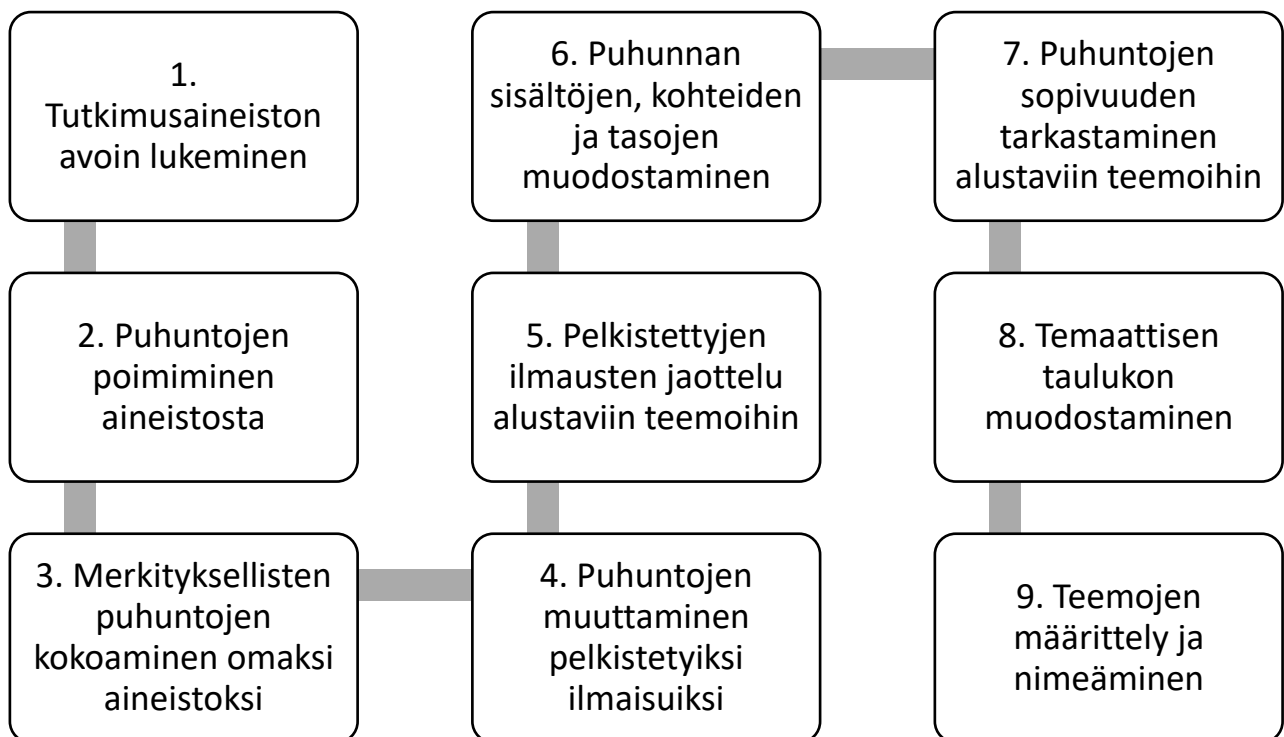 1.
Tutkimusaineiston
avoin lukeminen
2. Puhuntojen
poimiminen
aineistosta
3. Merkityksellisten
puhuntojen
kokoaminen omaksi
aineistoksi
4. Puhuntojen
muuttaminen
pelkistetyiksi
ilmaisuiksi
5. Pelkistettyjen
ilmausten jaottelu
alustaviin teemoihin
6. Puhunnan
sisältöjen, kohteiden
ja tasojen
muodostaminen
7. Puhuntojen
sopivuuden
tarkastaminen
alustaviin teemoihin
8. Temaattisen
taulukon
muodostaminen
9. Teemojen
määrittely ja
nimeäminen